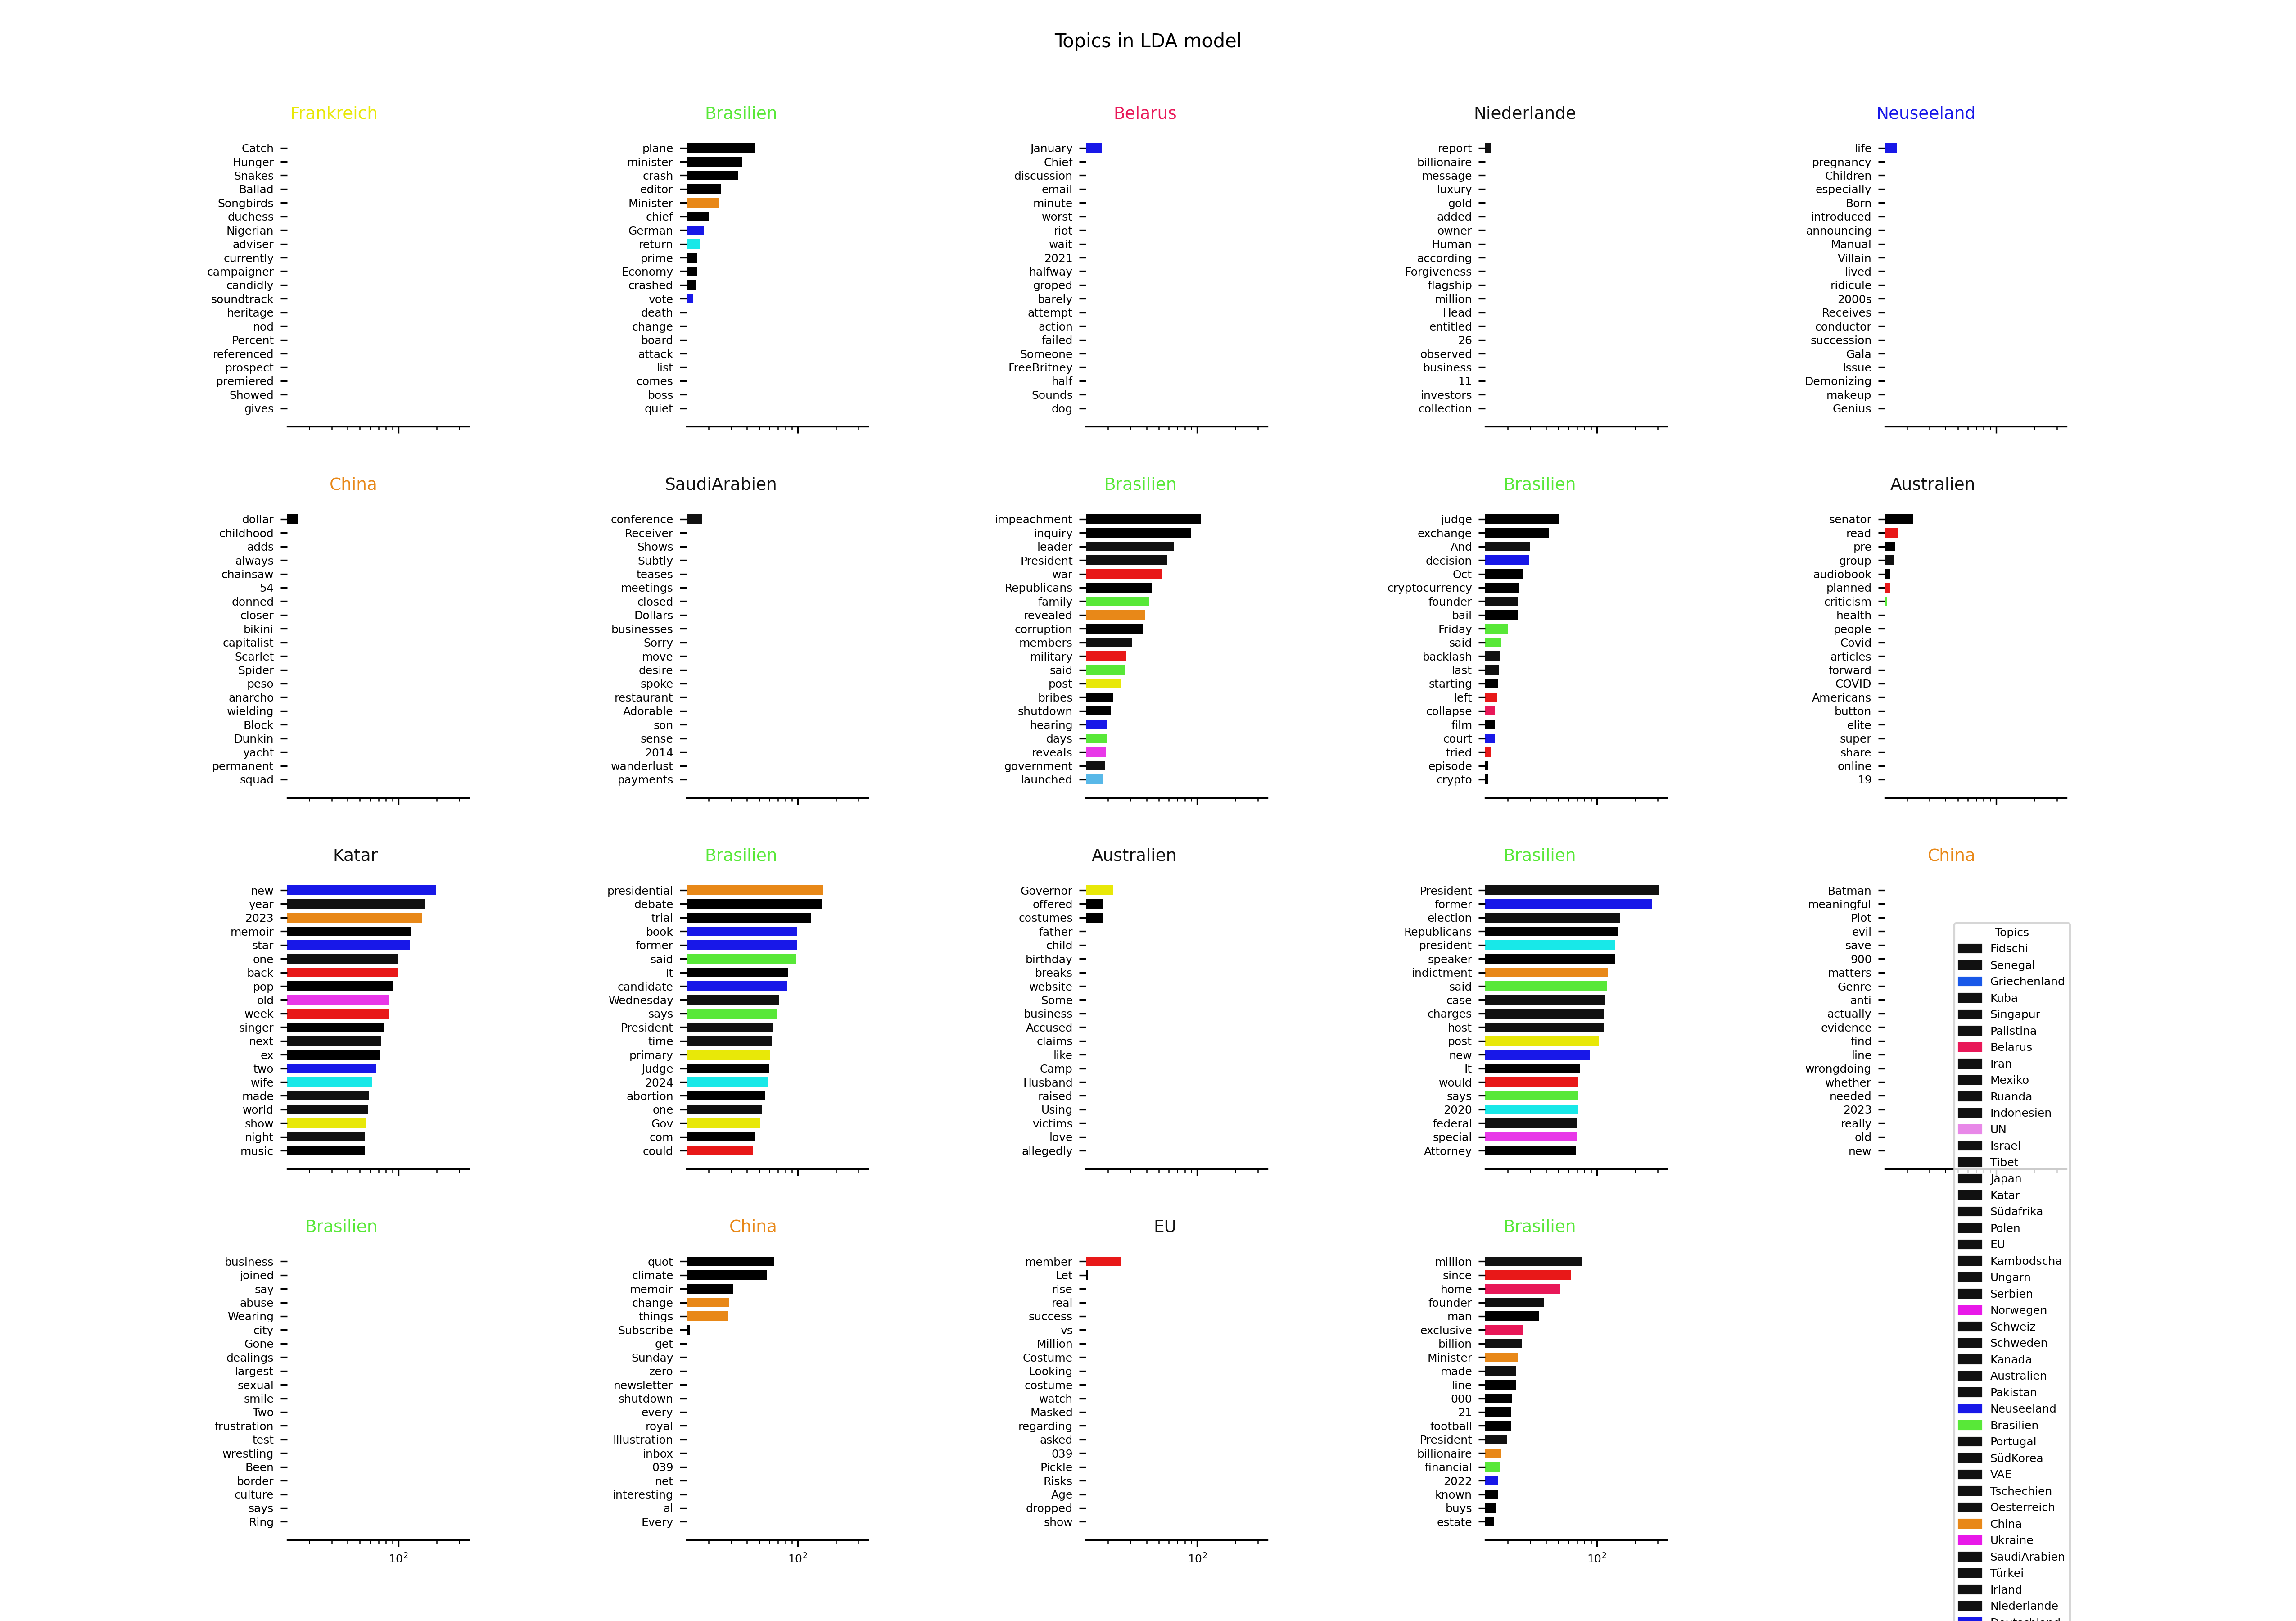 Topics in LDA model
Frankreich
Catch
Hunger
Snakes
Ballad
Songbirds
duchess
Nigerian
adviser
currently
campaigner
candidly
soundtrack
heritage
nod
Percent
referenced
prospect
premiered
Showed
gives
Brasilien
plane
minister
crash
editor
Minister
chief
German
return
prime
Economy
crashed
vote
death
change
board
attack
list
comes
boss
quiet
Belarus
January
Chief
discussion
email
minute
worst
riot
wait
2021
halfway
groped
barely
attempt
action
failed
Someone
FreeBritney
half
Sounds
dog
Niederlande
report
billionaire
message
luxury
gold
added
owner
Human
according
Forgiveness
flagship
million
Head
entitled
26
observed
business
11
investors
collection
Neuseeland
life
pregnancy
Children
especially
Born
introduced
announcing
Manual
Villain
lived
ridicule
2000s
Receives
conductor
succession
Gala
Issue
Demonizing
makeup
Genius
China
dollar
childhood
adds
always
chainsaw
54
donned
closer
bikini
capitalist
Scarlet
Spider
peso
anarcho
wielding
Block
Dunkin
yacht
permanent
squad
SaudiArabien
conference
Receiver
Shows
Subtly
teases
meetings
closed
Dollars
businesses
Sorry
move
desire
spoke
restaurant
Adorable
son
sense
2014
wanderlust
payments
Brasilien
impeachment
inquiry
leader
President
war
Republicans
family
revealed
corruption
members
military
said
post
bribes
shutdown
hearing
days
reveals
government
launched
Brasilien
judge
exchange
And
decision
Oct
cryptocurrency
founder
bail
Friday
said
backlash
last
starting
left
collapse
film
court
tried
episode
crypto
Australien
senator
read
pre
group
audiobook
planned
criticism
health
people
Covid
articles
forward
COVID
Americans
button
elite
super
share
online
19
Katar
new
year
2023
memoir
star
one
back
pop
old
week
singer
next
ex
two
wife
made
world
show
night
music
Brasilien
presidential
debate
trial
book
former
said
It
candidate
Wednesday
says
President
time
primary
Judge
2024
abortion
one
Gov
com
could
Australien
Governor
offered
costumes
father
child
birthday
breaks
website
Some
business
Accused
claims
like
Camp
Husband
raised
Using
victims
love
allegedly
Brasilien
President
former
election
Republicans
president
speaker
indictment
said
case
charges
host
post
new
It
would
says
2020
federal
special
Attorney
China
Batman
meaningful
Plot
evil
save
900
matters
Genre
anti
actually
evidence
find
line
wrongdoing
whether
needed
2023
really
old
new
Brasilien
business
joined
say
abuse
Wearing
city
Gone
dealings
largest
sexual
smile
Two
frustration
test
wrestling
Been
border
culture
says
Ring
10²
China
quot
climate
memoir
change
things
Subscribe
get
Sunday
zero
newsletter
shutdown
every
royal
Illustration
inbox
039
net
interesting
al
Every
10²
EU
member
Let
rise
real
success
vs
Million
Costume
Looking
costume
watch
Masked
regarding
asked
039
Pickle
Risks
Age
dropped
show
10²
Brasilien
million
since
home
founder
man
exclusive
billion
Minister
made
line
000
21
football
President
billionaire
financial
2022
known
buys
estate
10²
Topics
Fidschi
Senegal
Griechenland
Kuba
Singapur
Palistina
Belarus
Iran
Mexiko
Ruanda
Indonesien
UN
Israel
Tibet
Japan
Katar
Südafrika
Polen
EU
Kambodscha
Ungarn
Serbien
Norwegen
Schweiz
Schweden
Kanada
Australien
Pakistan
Neuseeland
Brasilien
Portugal
SüdKorea
VAE
Tschechien
Oesterreich
China
Ukraine
SaudiArabien
Türkei
Irland
Niederlande